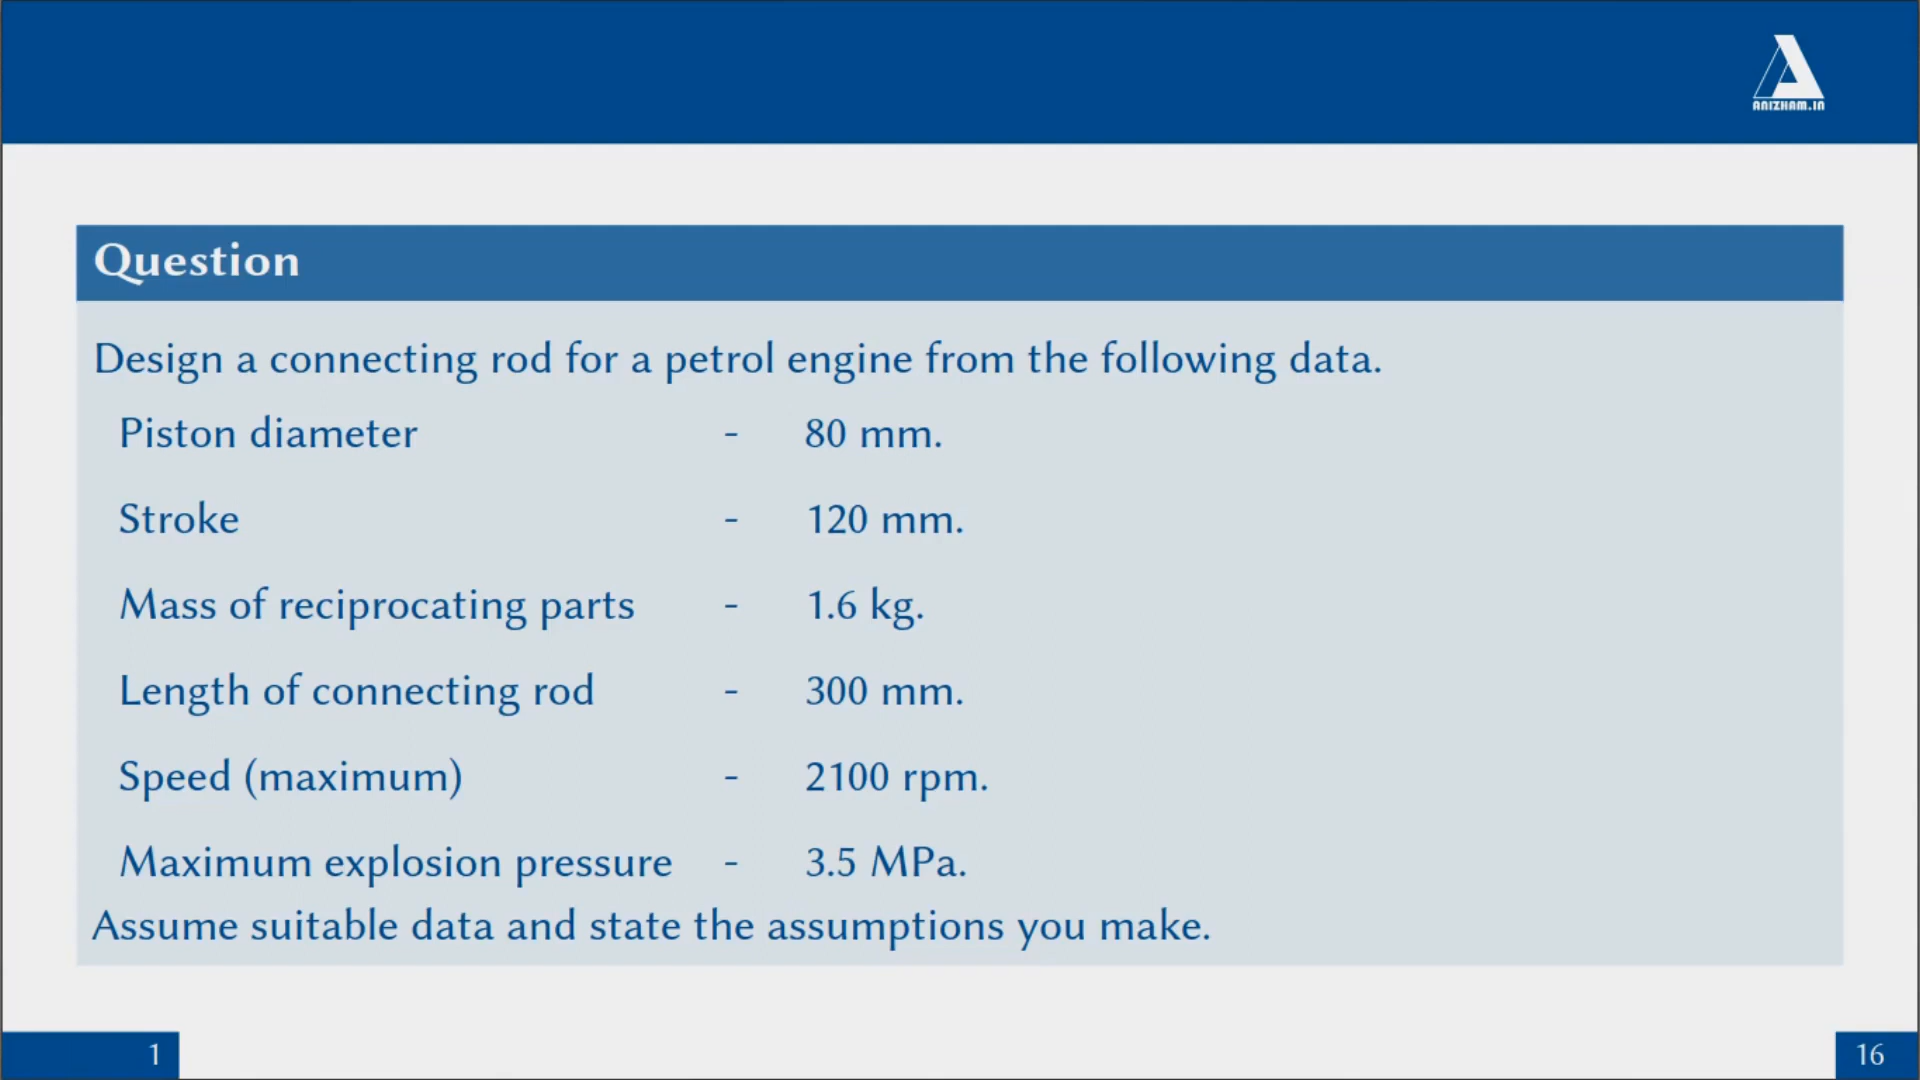 ANIZHAM.IN
Question
Design a connecting rod for a petrol engine from the following data.
Piston diameter - 80 mm.
Stroke - 120 mm.
Mass of reciprocating parts - 1.6 kg.
Length of connecting rod - 300 mm.
Speed (maximum) - 2100 rpm.
Maximum explosion pressure - 3.5 MPa.
Assume suitable data and state the assumptions you make.
1
16